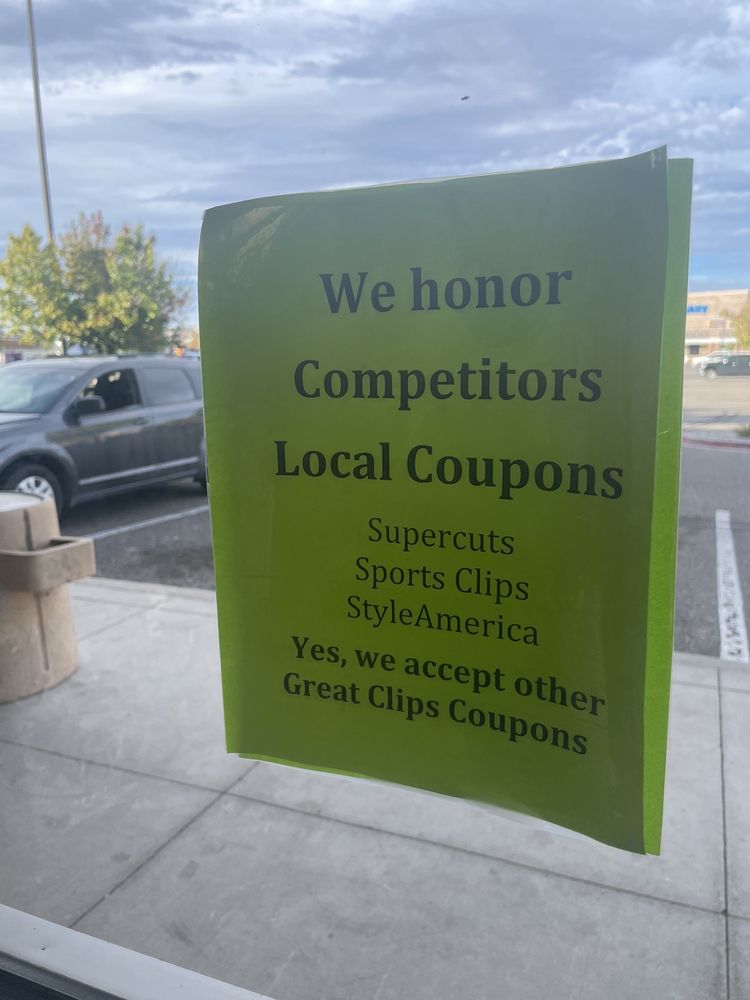 We honor
Competitors
Local Coupons
Supercuts
Sports Clips
StyleAmerica
Yes, we accept other
Great Clips Coupons